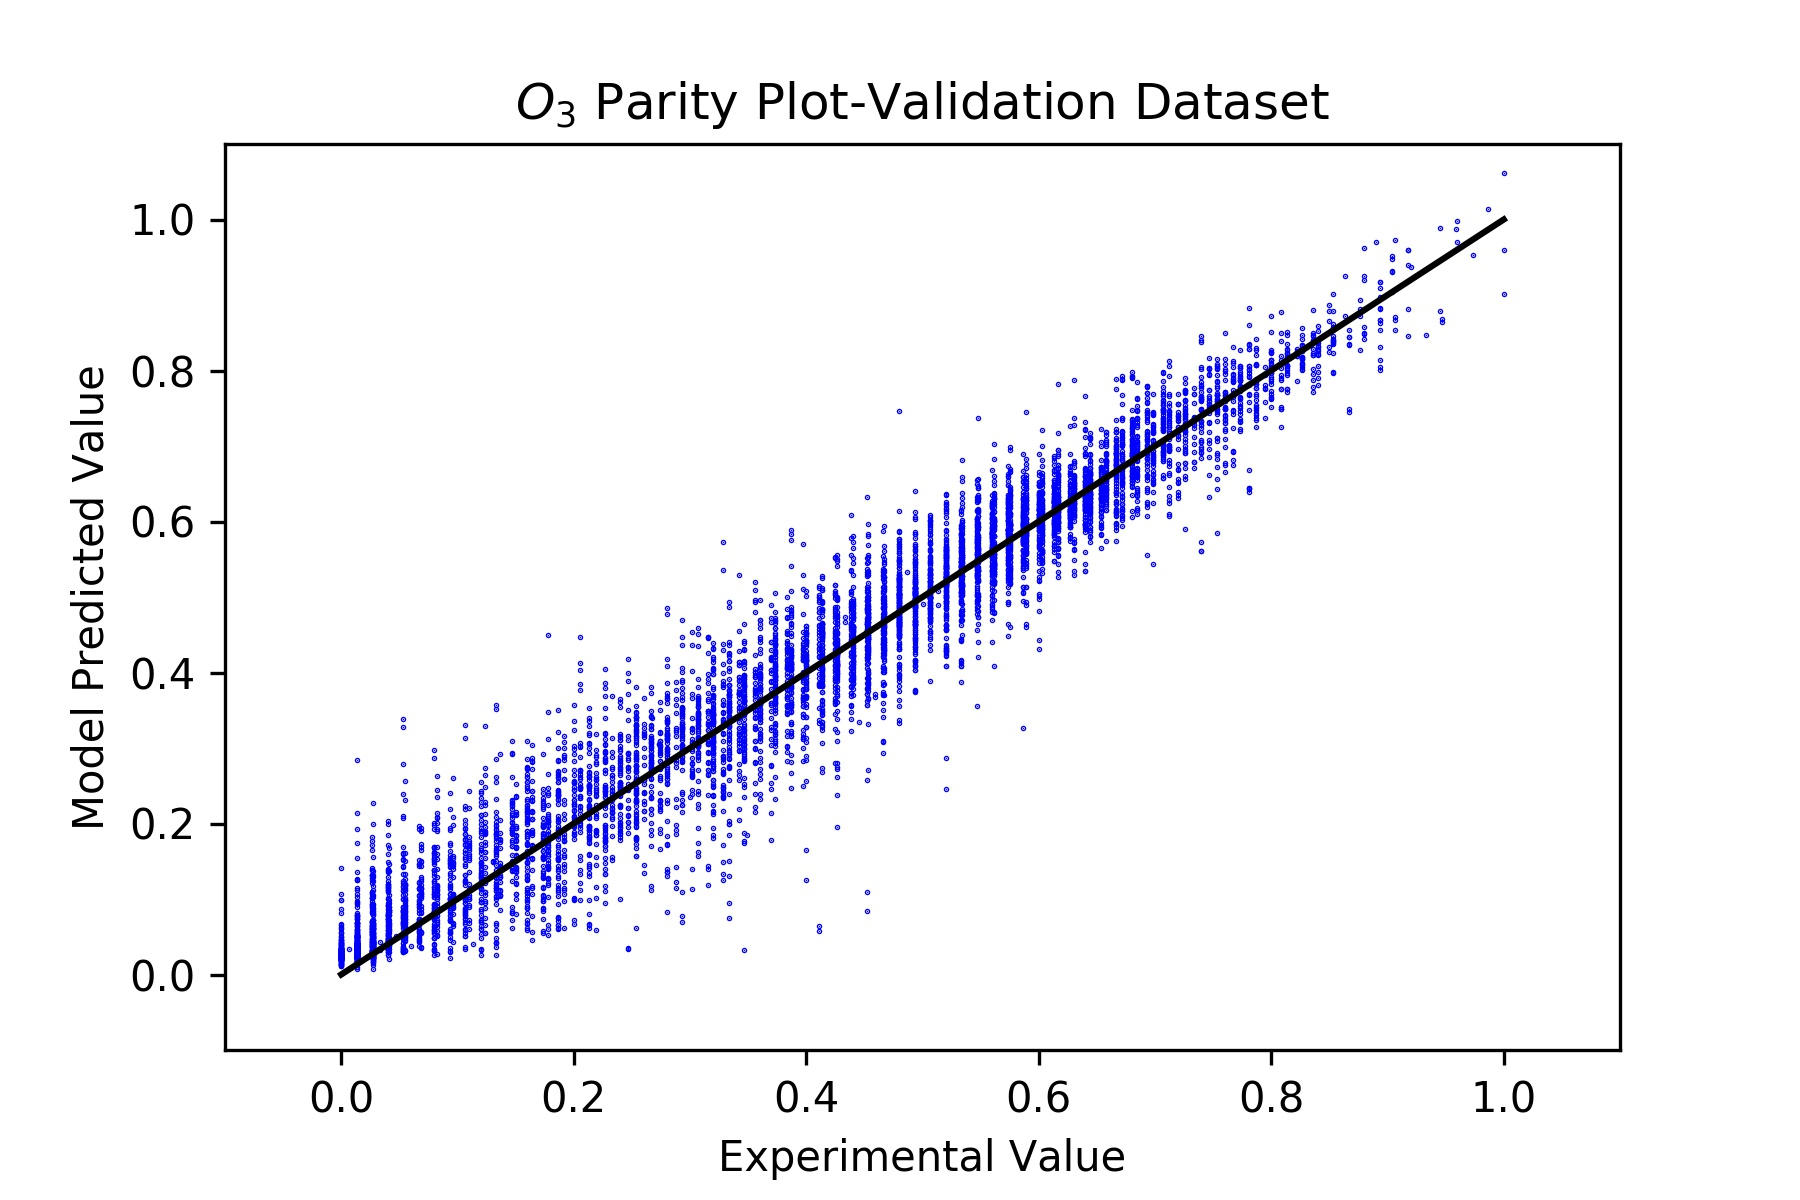 O₃ Parity Plot-Validation Dataset
Model Predicted Value
1.0
0.8
0.6
0.4
0.2
0.0
0.0 0.2 0.4 0.6 0.8 1.0
Experimental Value